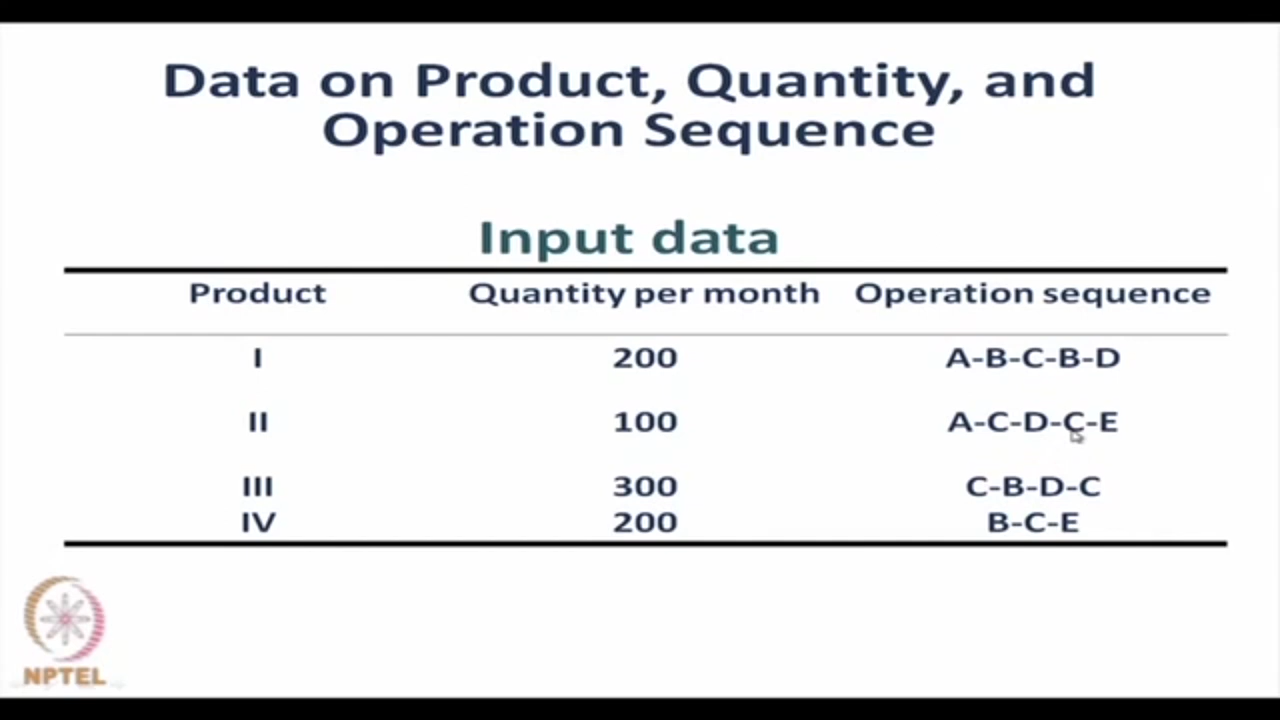 Data on Product, Quantity, and
Operation Sequence
Input data
Product Quantity per month Operation sequence
I 200 A-B-C-B-D
II 100 A-C-D-C-E
III 300 C-B-D-C
IV 200 B-C-E
NPTEL